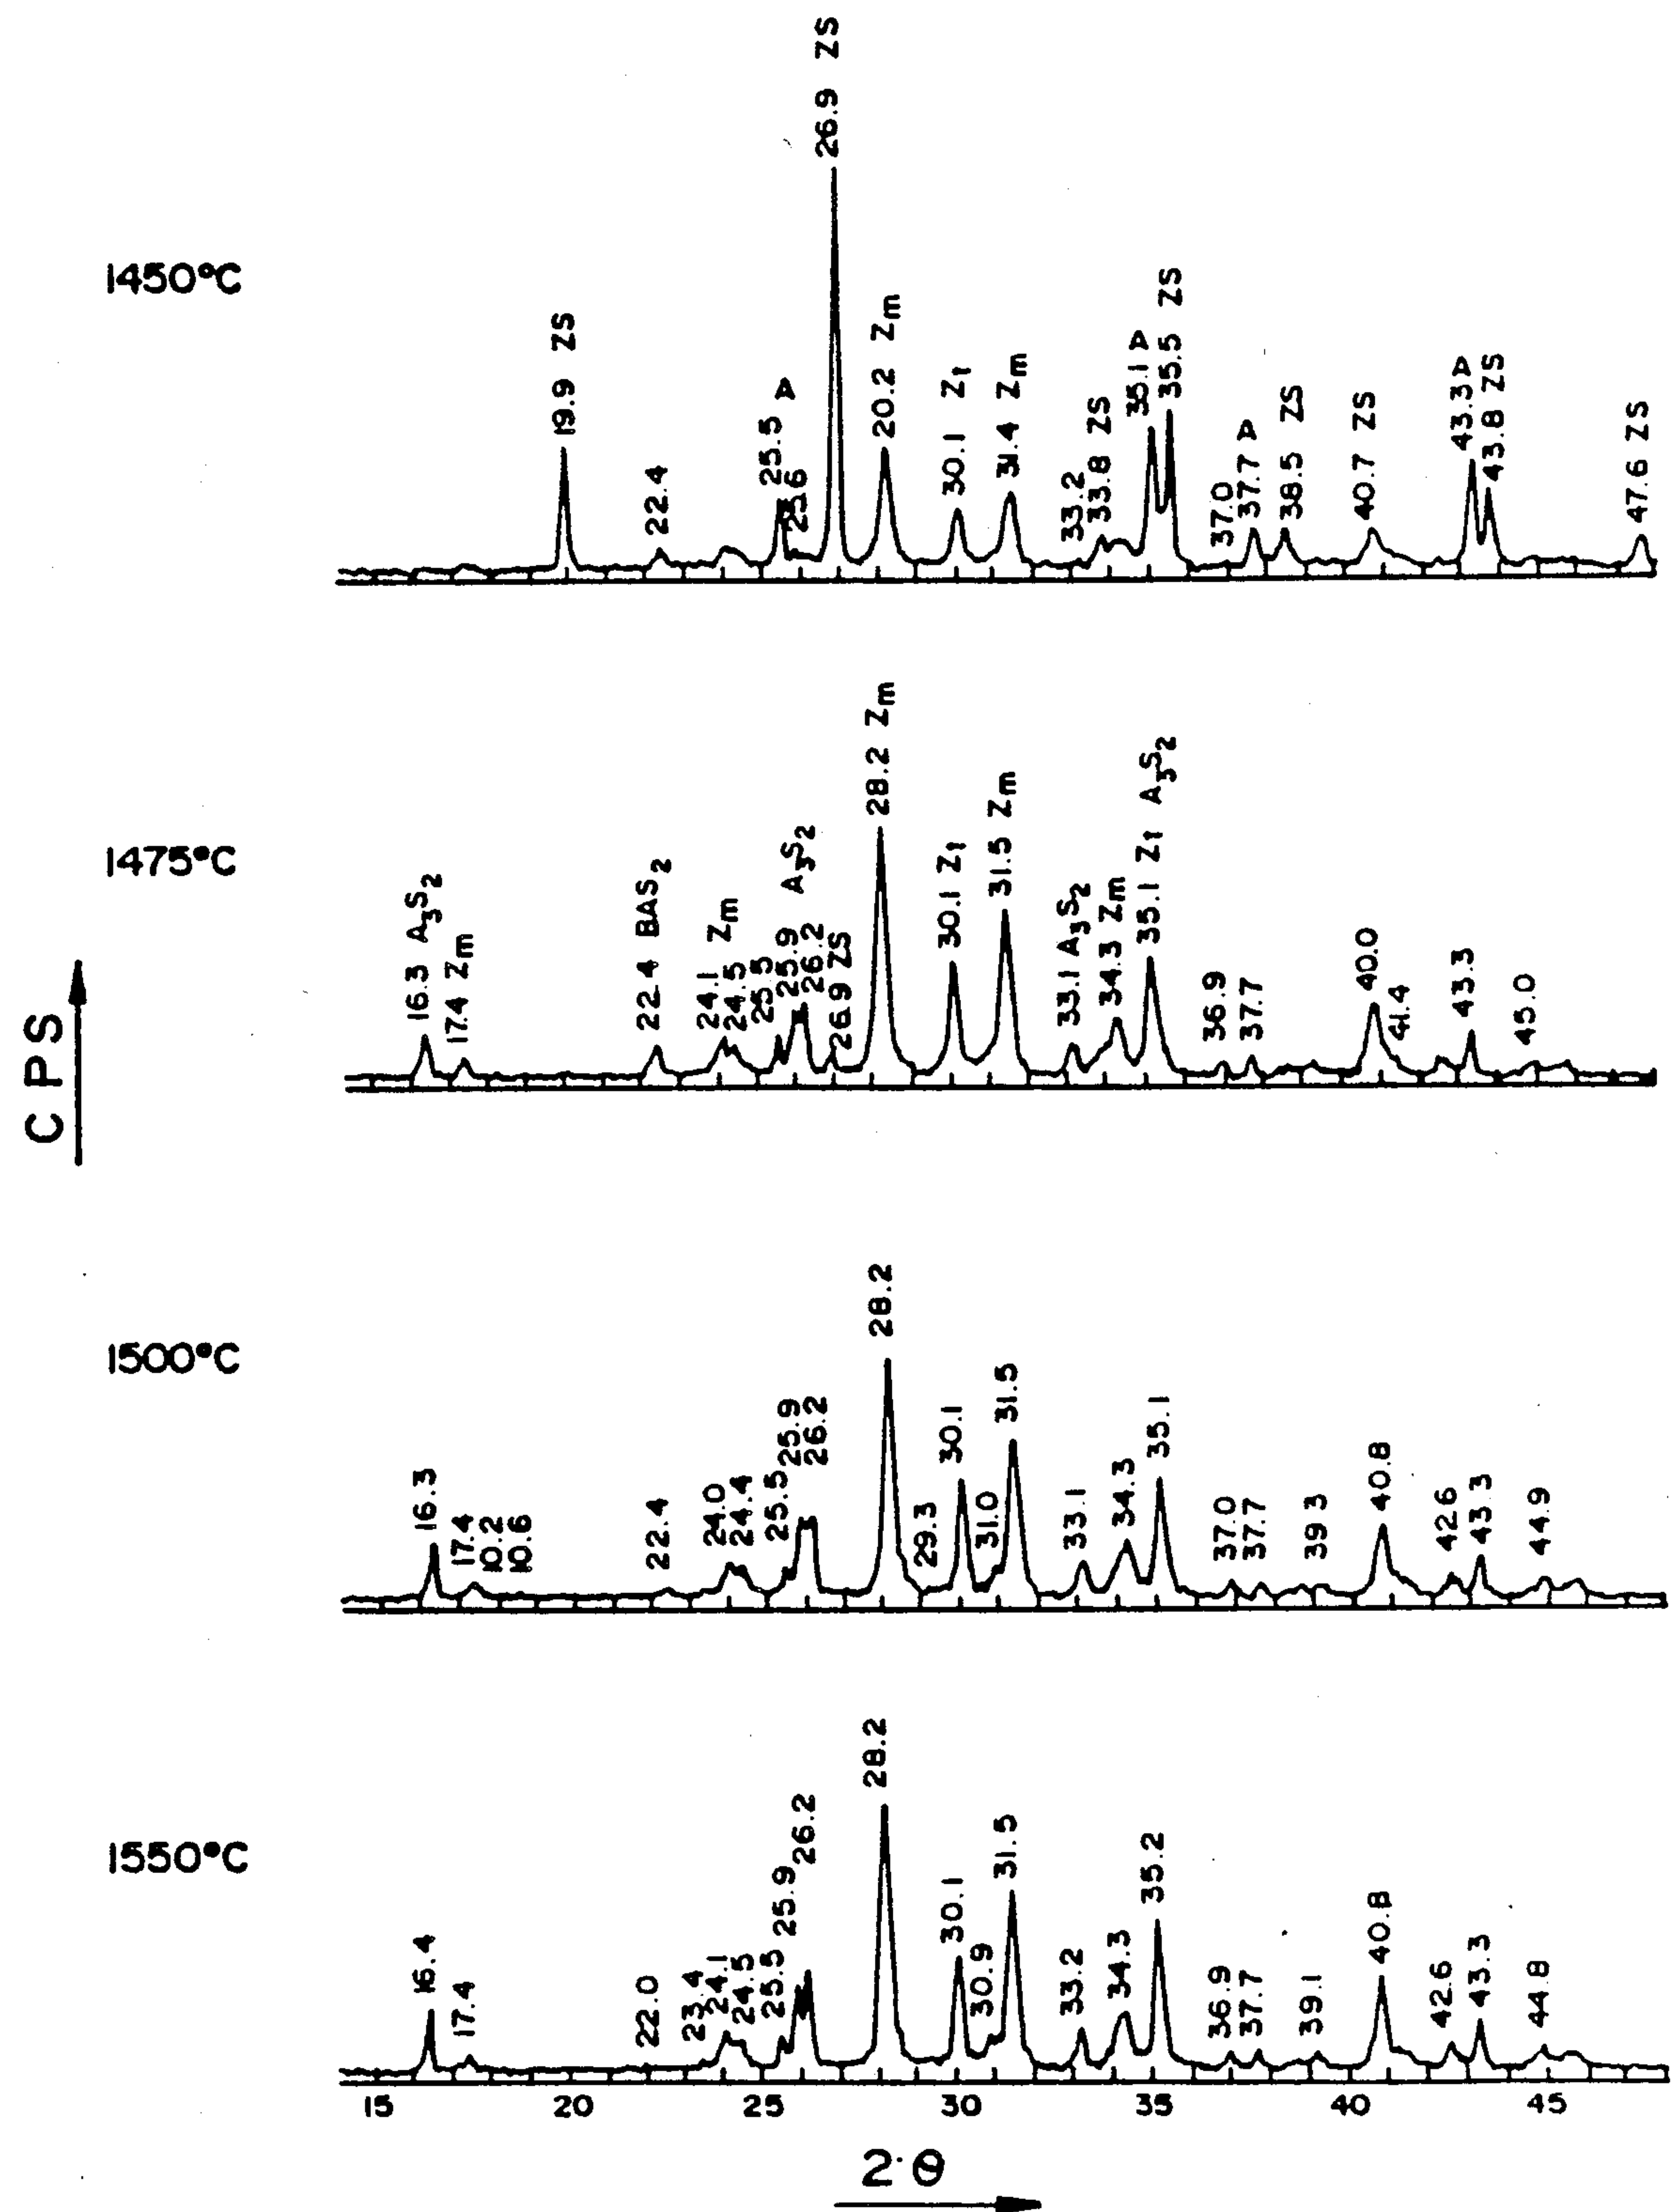 1450°C
19.9 ZS
22.4
25.5 A
25.6
26.9 ZS
20.2 Zm
30.1 Zt
31.4 Zm
33.2
33.8 ZS
35.1 A
35.5 ZS
37.0
37.7 A
38.5 ZS
40.7 ZS
43.3 A
43.8 ZS
47.6 ZS
1475°C
16.3 A3S2
17.4 Zm
22.4 BAS2
24.1 Zm
24.5
25.5
25.9 A3S2
26.2
26.9 ZS
28.2 Zm
30.1 Zt
31.5 Zm
33.1 A3S2
34.3 Zm
35.1 Zt A3S2
36.9
37.7
40.0
41.4
43.3
45.0
CPS
1500°C
16.3
17.4
10.2
10.6
22.4
24.0
24.4
25.5
25.9
26.2
28.2
29.3
30.1
31.0
31.5
33.1
34.3
35.1
37.0
37.7
39.3
40.8
42.6
43.3
44.9
1550°C
16.4
17.4
22.0
23.4
24.1
24.5
25.5
25.9
26.2
28.2
30.1
30.9
31.5
33.2
34.3
35.2
36.9
37.7
39.1
40.8
42.6
43.3
44.8
15 20 25 30 35 40 45
2·Θ